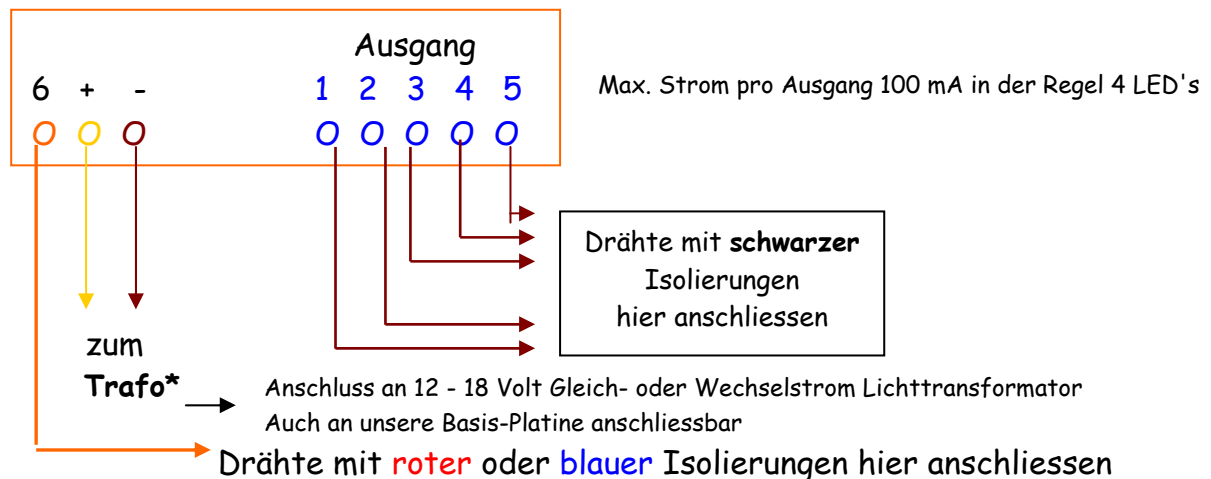 Ausgang
6 + - 1 2 3 4 5
Max. Strom pro Ausgang 100 mA in der Regel 4 LED's
O O O O O O O O
Drähte mit schwarzer
Isolierungen
hier anschliessen
zum
Trafo*
Anschluss an 12 - 18 Volt Gleich- oder Wechselstrom Lichttransformator
Auch an unsere Basis-Platine anschliessbar
Drähte mit roter oder blauer Isolierungen hier anschliessen